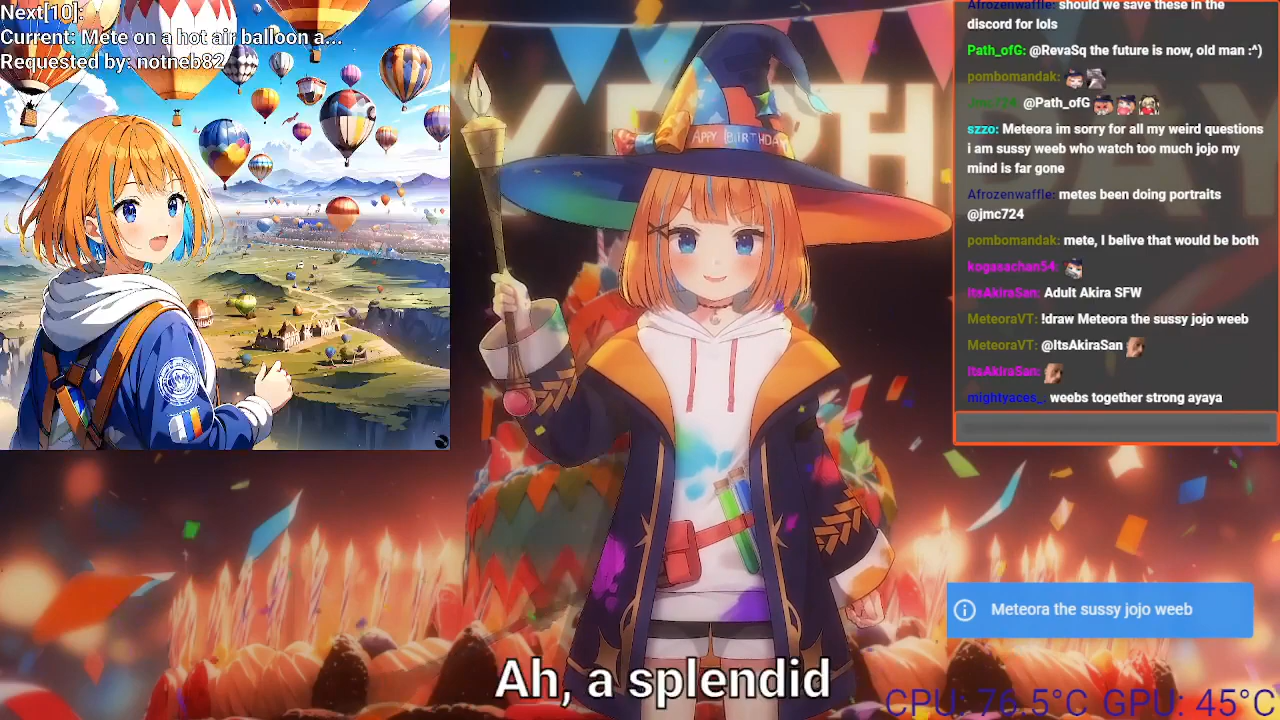 Next[10]:
Current: Mete on a hot air balloon a...
Requested by: notneb82
APPY BIRTHDAY
Afrozenwaffle: should we save these in the
discord for lols
Path_ofG: @RevaSq the future is now, old man :^)
pombomandak:
Jmc724: @Path_ofG
szzo: Meteora im sorry for all my weird questions
i am sussy weeb who watch too much jojo my
mind is far gone
Afrozenwaffle: metes been doing portraits
@jmc724
pombomandak: mete, I belive that would be both
kogasachan54:
ItsAkiraSan: Adult Akira SFW
MeteoraVT: !draw Meteora the sussy jojo weeb
MeteoraVT: @ItsAkiraSan
ItsAkiraSan:
mightyaces_: weebs together strong ayaya
Meteora the sussy jojo weeb
Ah, a splendid
CPU: 76.5°C GPU: 45°C